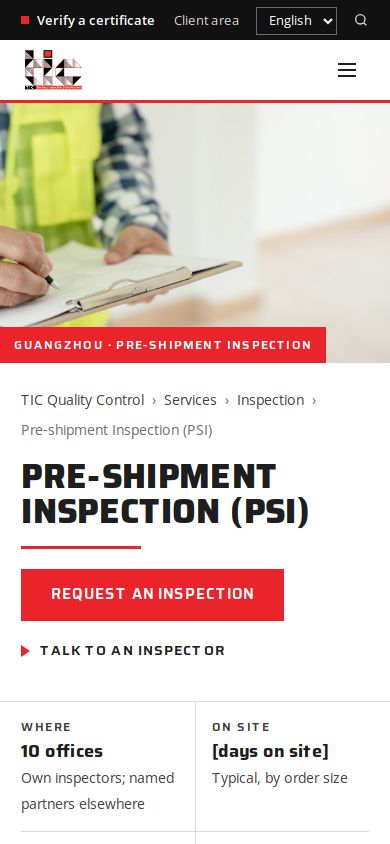 Verify a certificate Client area English
tic
GUANGZHOU · PRE-SHIPMENT INSPECTION
TIC Quality Control › Services › Inspection ›
Pre-shipment Inspection (PSI)
PRE-SHIPMENT
INSPECTION (PSI)
REQUEST AN INSPECTION
TALK TO AN INSPECTOR
WHERE
10 offices
Own inspectors; named
partners elsewhere
ON SITE
[days on site]
Typical, by order size